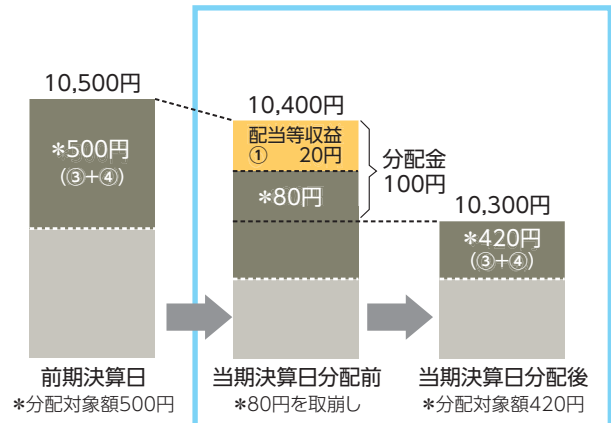 10,500円
*500円
(③+④)
前期決算日
*分配対象額500円
10,400円
配当等収益
① 20円
*80円
分配金
100円
当期決算日分配前
*80円を取崩し
10,300円
*420円
(③+④)
当期決算日分配後
*分配対象額420円